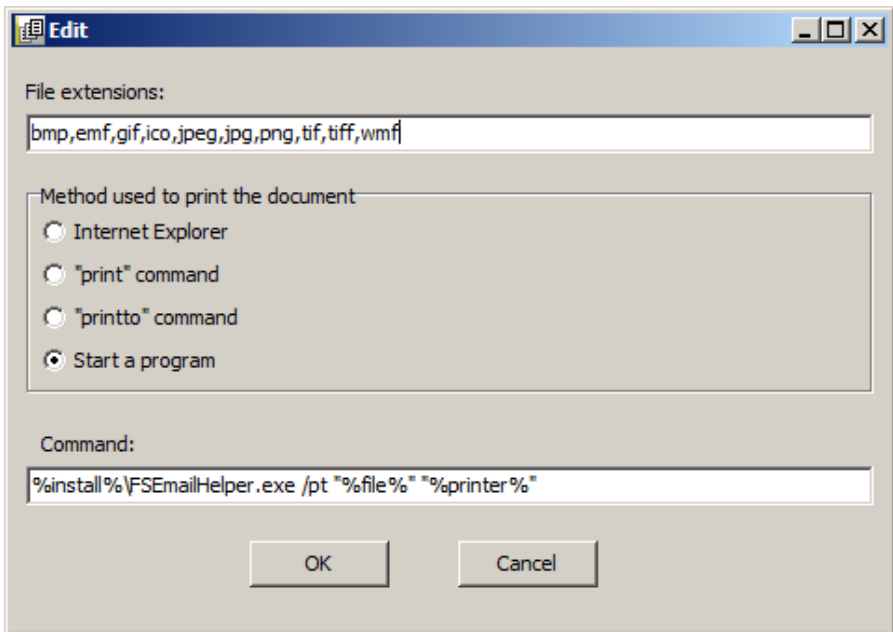 Edit
File extensions:
bmp,emf,gif,ico,jpeg,jpg,png,tif,tiff,wmf
Method used to print the document
Internet Explorer
"print" command
"printto" command
Start a program
Command:
%install%\FSEmailHelper.exe /pt "%file%" "%printer%"
OK Cancel